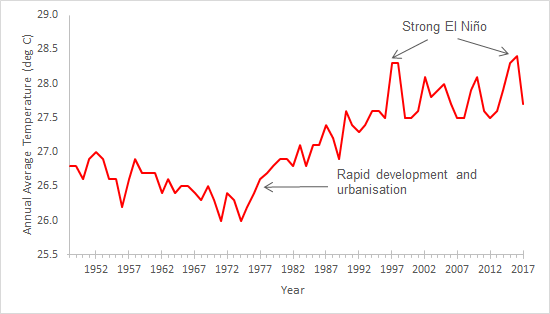 29.0
Strong El Niño
28.5
28.0
27.5
27.0
Rapid development and
urbanisation
26.5
26.0
25.5
1952 1957 1962 1967 1972 1977 1982 1987 1992 1997 2002 2007 2012 2017
Year
Annual Average Temperature (deg C)